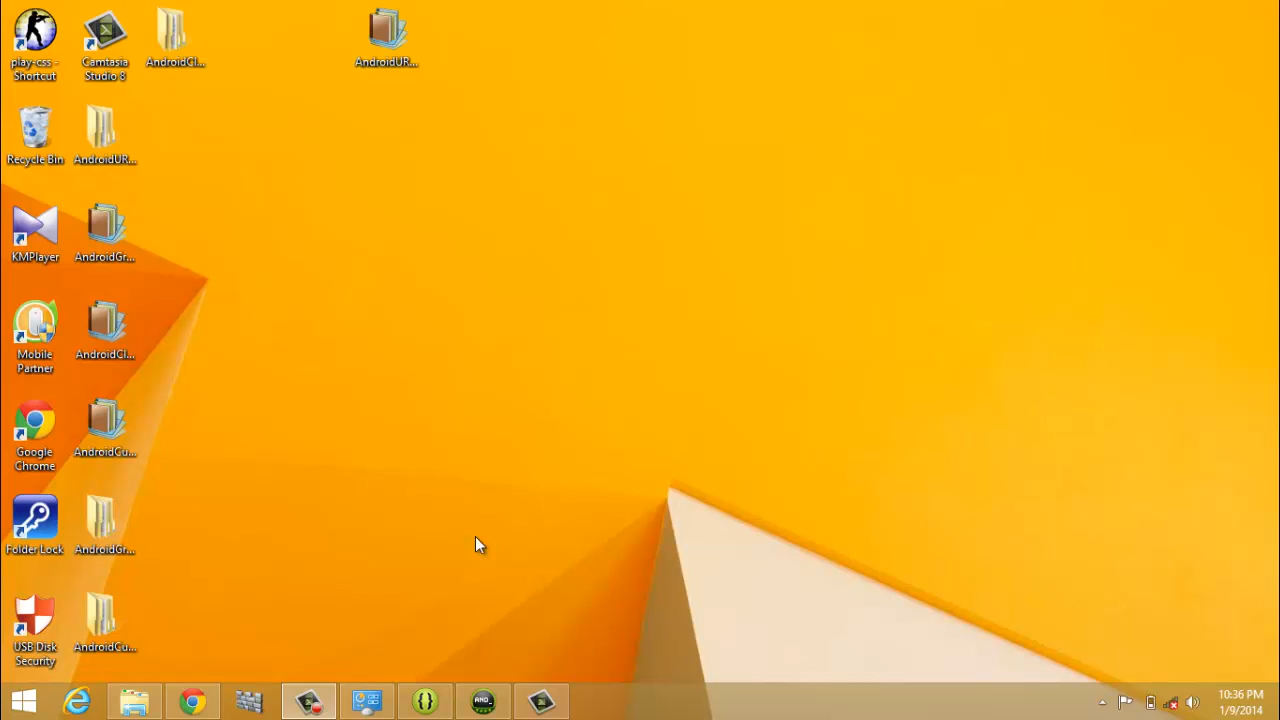 play-css -
Shortcut
Camtasia
Studio 8
AndroidCl...
AndroidUR...
Recycle Bin
AndroidUR...
KMPlayer
AndroidGr...
Mobile
Partner
AndroidCl...
Google
Chrome
AndroidCu...
Folder Lock
AndroidGr...
USB Disk
Security
AndroidCu...
10:36 PM
1/9/2014